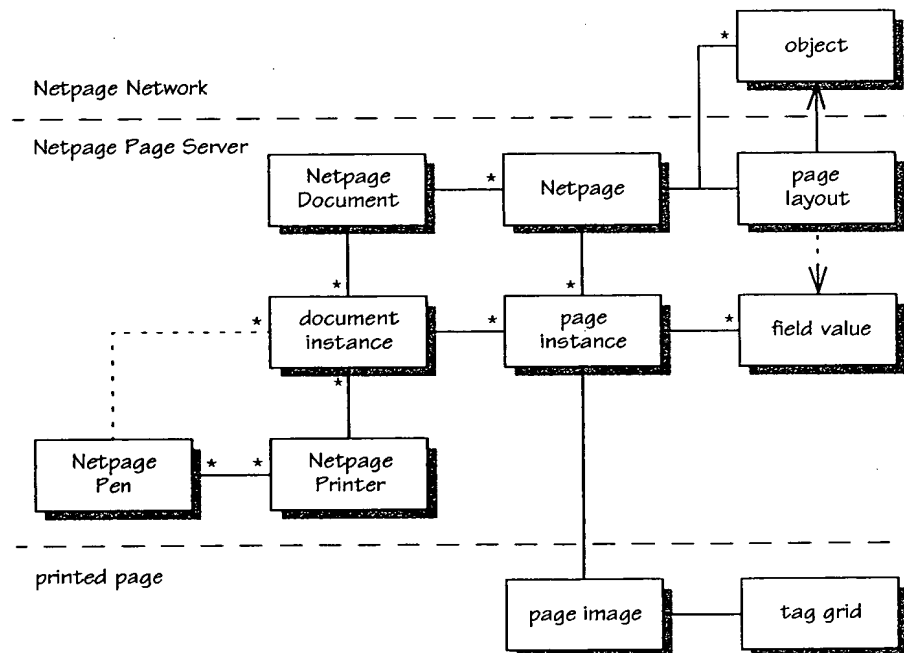 *
object
Netpage Network
Netpage Page Server
Netpage
Document
*
Netpage
page
layout
*
*
*
document
instance
*
page
instance
*
field value
*
Netpage
Pen
*
*
Netpage
Printer
printed page
page image
tag grid